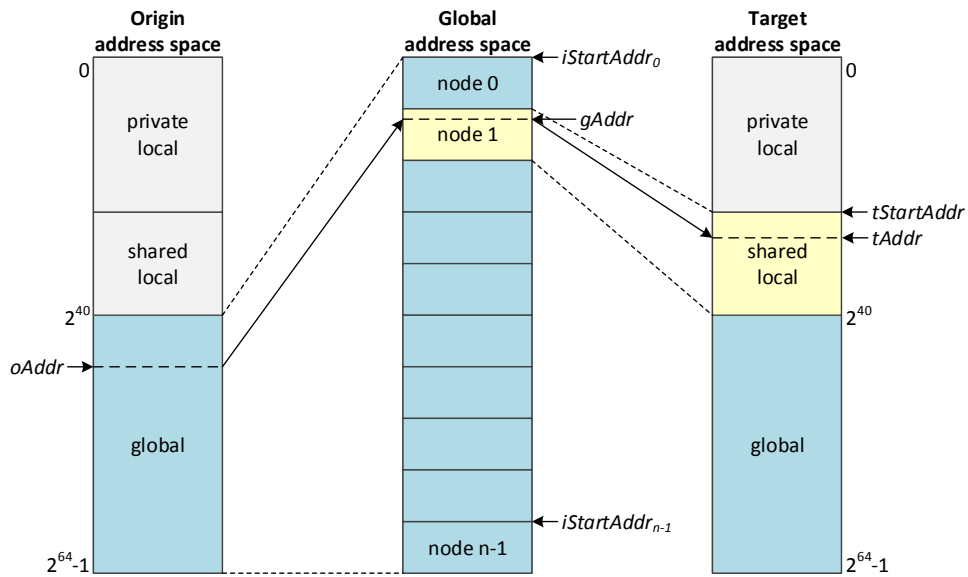 Origin
address space
Global
address space
Target
address space
0
private
local
shared
local
2^40
oAddr
global
2^64-1
node 0
node 1
node n-1
iStartAddr_0
gAddr
iStartAddr_n-1
0
private
local
tStartAddr
tAddr
shared
local
2^40
global
2^64-1